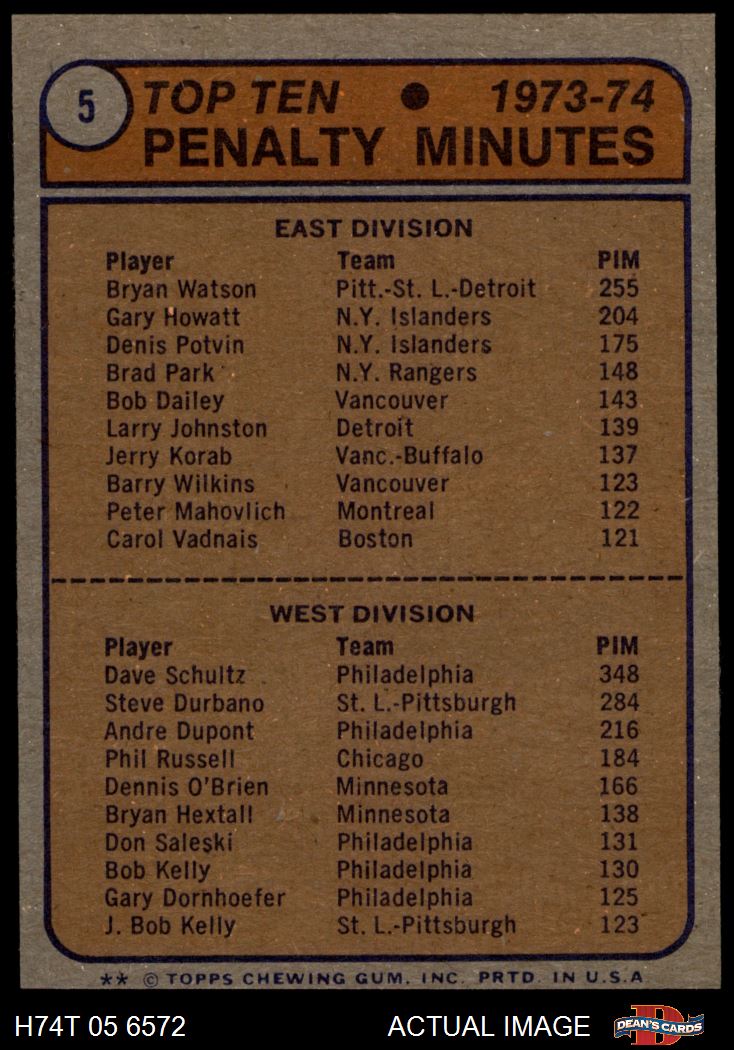 5
TOP TEN ● 1973-74
PENALTY MINUTES
EAST DIVISION
Player Team PIM
Bryan Watson Pitt.-St. L.-Detroit 255
Gary Howatt N.Y. Islanders 204
Denis Potvin N.Y. Islanders 175
Brad Park N.Y. Rangers 148
Bob Dailey Vancouver 143
Larry Johnston Detroit 139
Jerry Korab Vanc.-Buffalo 137
Barry Wilkins Vancouver 123
Peter Mahovlich Montreal 122
Carol Vadnais Boston 121
WEST DIVISION
Player Team PIM
Dave Schultz Philadelphia 348
Steve Durbano St. L.-Pittsburgh 284
Andre Dupont Philadelphia 216
Phil Russell Chicago 184
Dennis O'Brien Minnesota 166
Bryan Hextall Minnesota 138
Don Saleski Philadelphia 131
Bob Kelly Philadelphia 130
Gary Dornhoefer Philadelphia 125
J. Bob Kelly St. L.-Pittsburgh 123
** © TOPPS CHEWING GUM, INC. PRTD. IN U.S.A
H74T 05 6572 ACTUAL IMAGE D DEAN'S CARDS